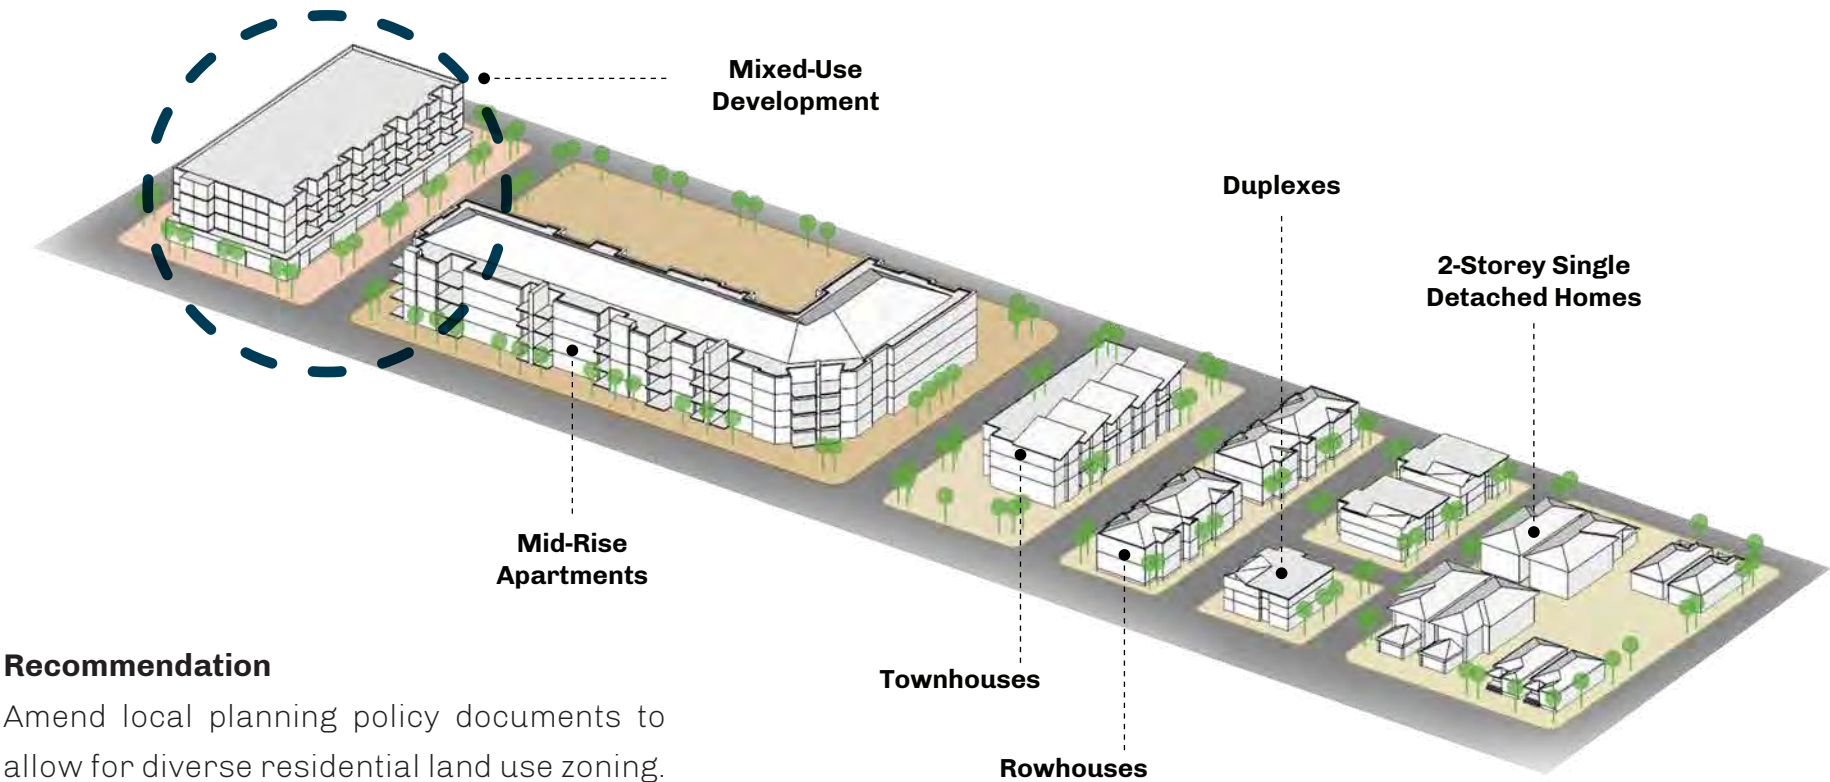 Mixed-Use
Development
Duplexes
2-Storey Single
Detached Homes
Mid-Rise
Apartments
Townhouses
Rowhouses
Recommendation
Amend local planning policy documents to
allow for diverse residential land use zoning.